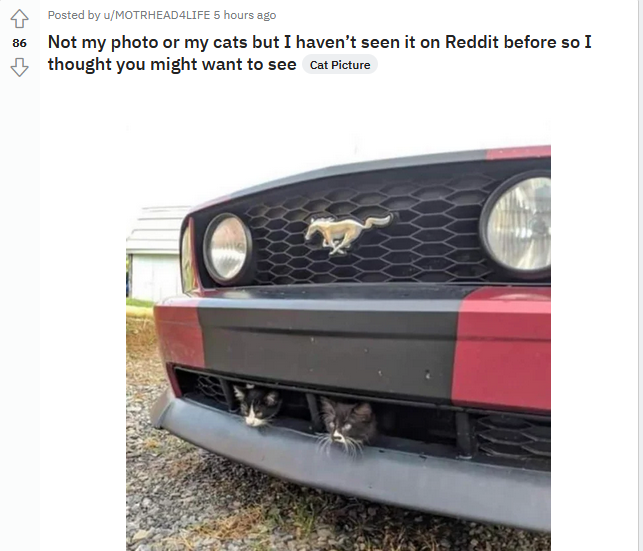 Posted by u/MOTRHEAD4LIFE 5 hours ago
86
Not my photo or my cats but I haven't seen it on Reddit before so I
thought you might want to see Cat Picture